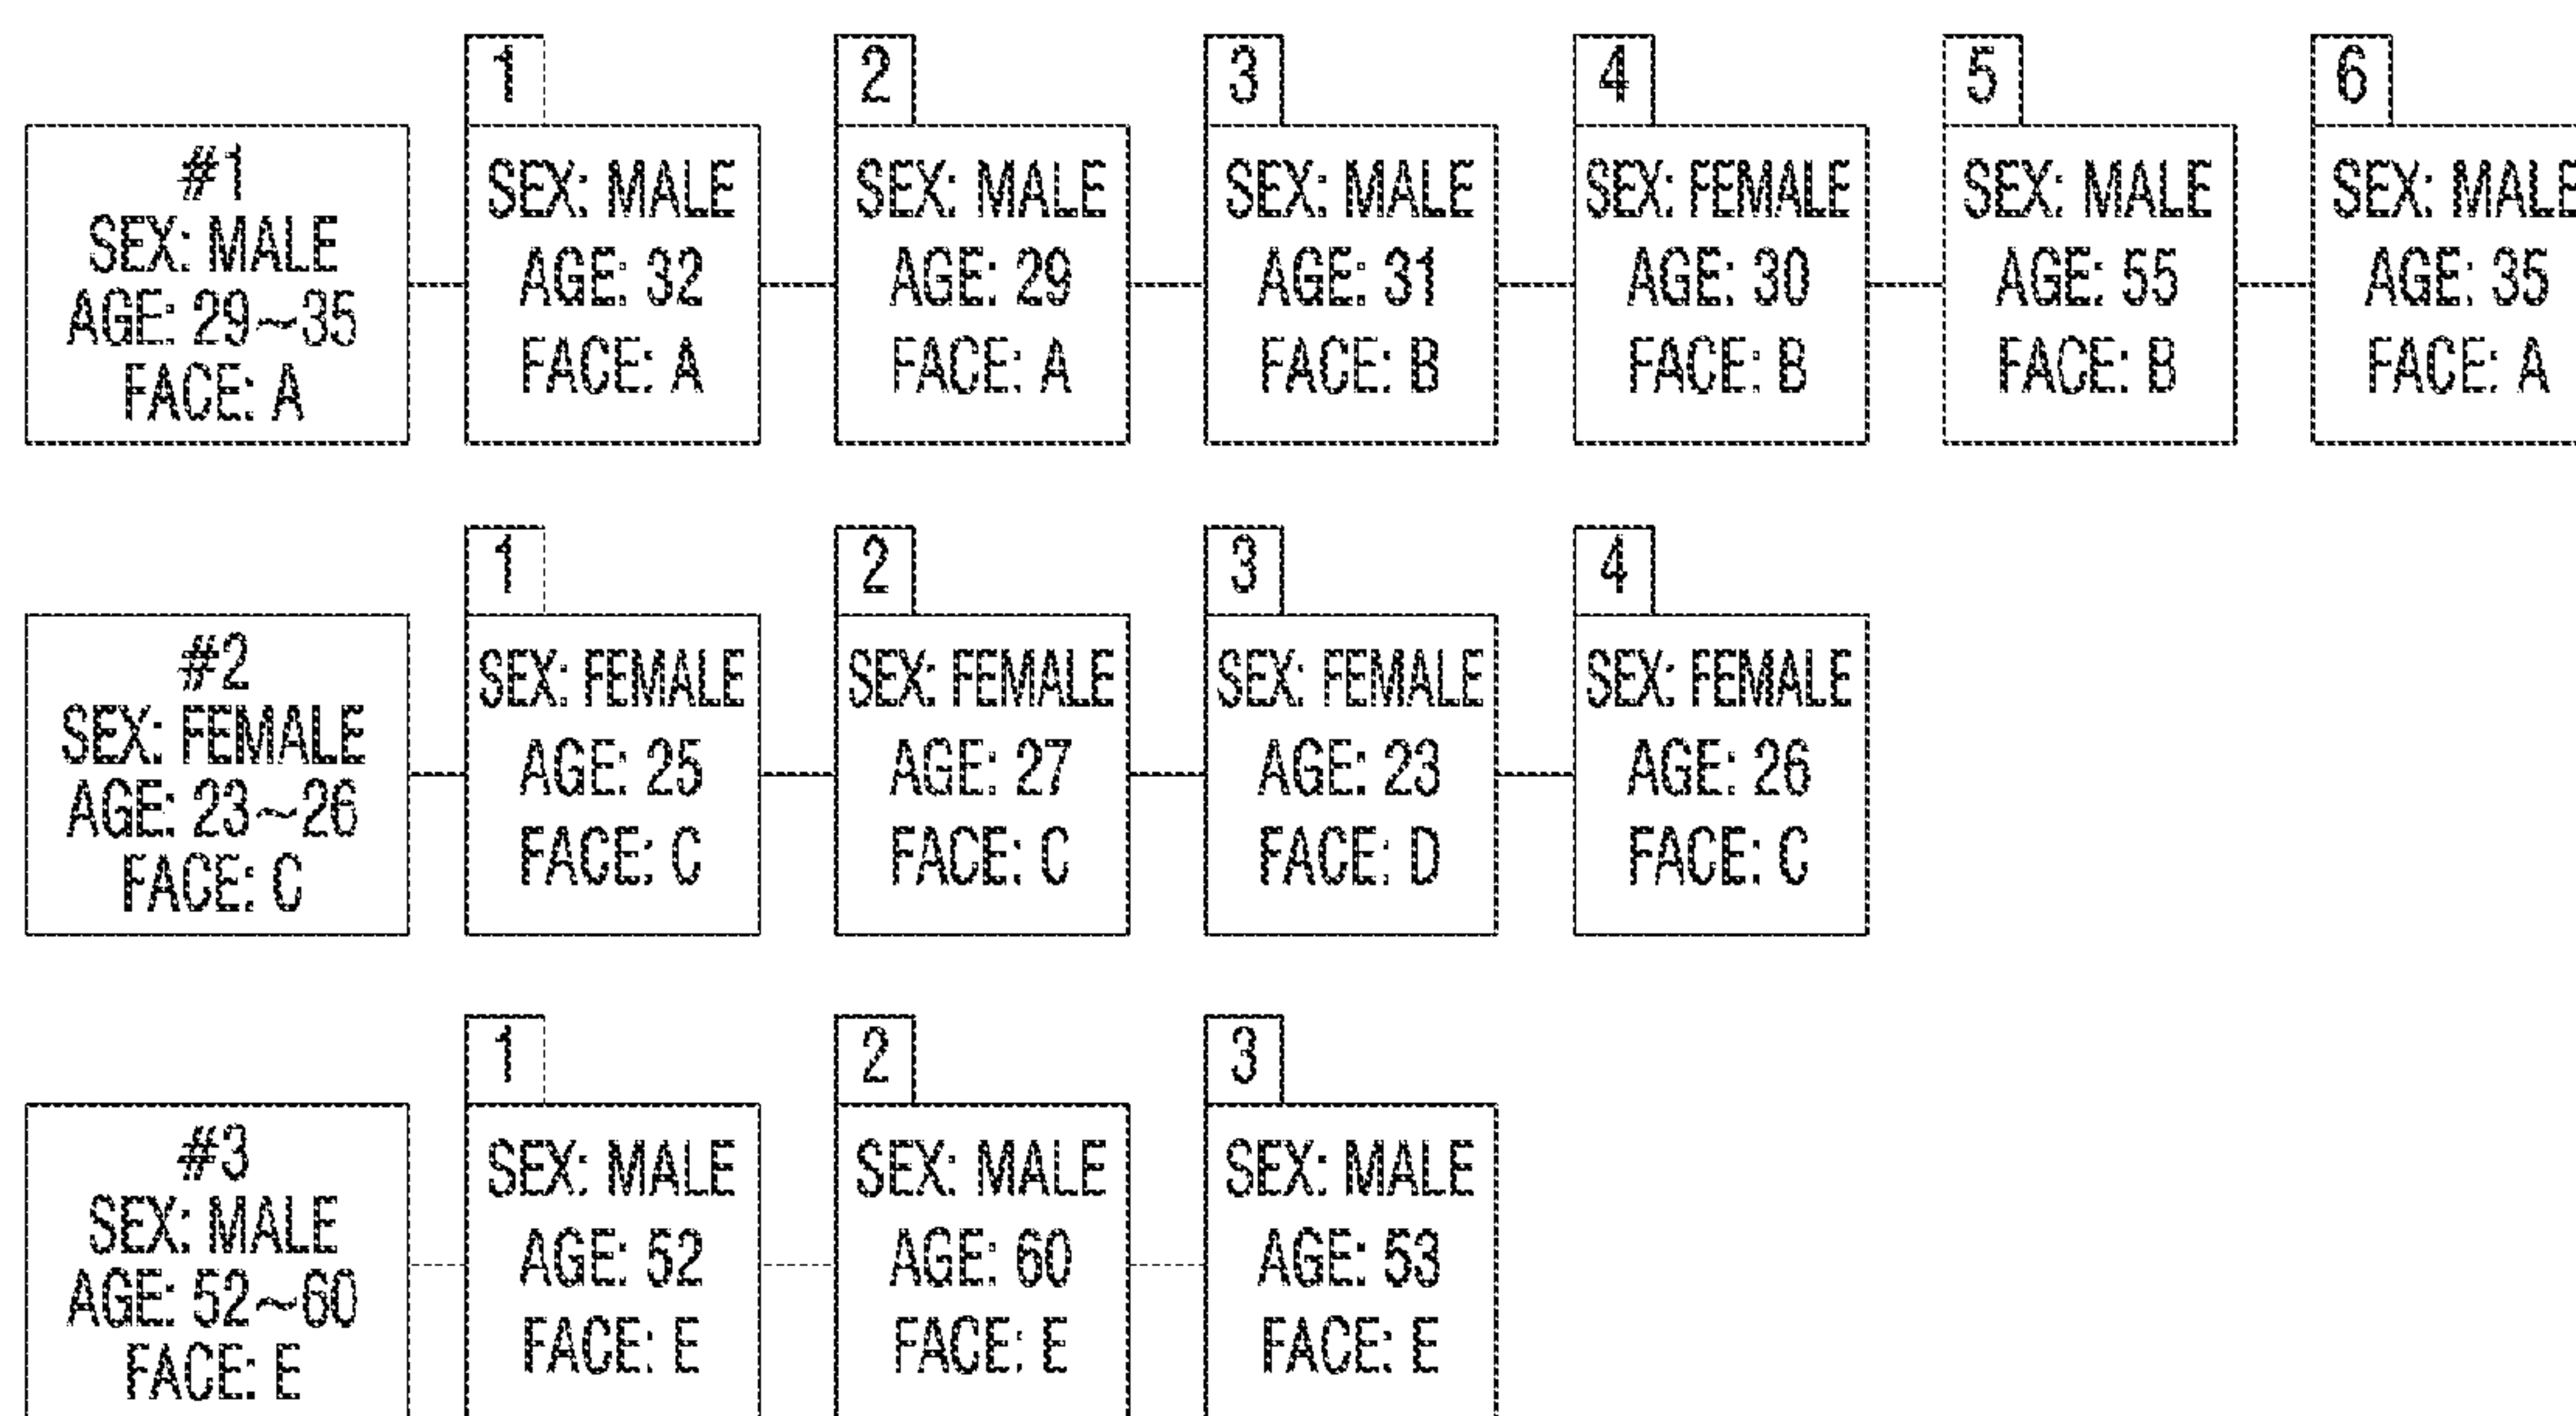 1
2
3
4
5
6
#1
SEX: MALE
AGE: 29~35
FACE: A
SEX: MALE
AGE: 32
FACE: A
SEX: MALE
AGE: 29
FACE: A
SEX: MALE
AGE: 31
FACE: B
SEX: FEMALE
AGE: 30
FACE: B
SEX: MALE
AGE: 55
FACE: B
SEX: MALE
AGE: 35
FACE: A
1
2
3
4
#2
SEX: FEMALE
AGE: 23~26
FACE: C
SEX: FEMALE
AGE: 25
FACE: C
SEX: FEMALE
AGE: 27
FACE: C
SEX: FEMALE
AGE: 23
FACE: D
SEX: FEMALE
AGE: 26
FACE: C
1
2
3
#3
SEX: MALE
AGE: 52~60
FACE: E
SEX: MALE
AGE: 52
FACE: E
SEX: MALE
AGE: 60
FACE: E
SEX: MALE
AGE: 53
FACE: E